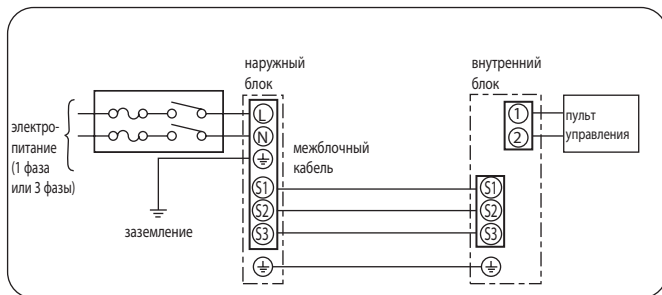 наружный
блок
внутренний
блок
электро-
питание
(1 фаза
или 3 фазы)
L
N
S1
S2
S3
заземление
межблочный
кабель
1
2
S1
S2
S3
пульт
управления